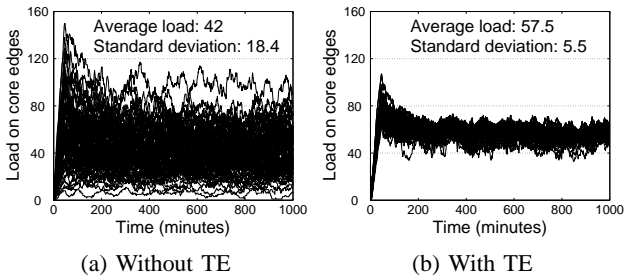 Average load: 42
Standard deviation: 18.4
Load on core edges
160
120
80
40
0
0 200 400 600 800 1000
Time (minutes)
(a) Without TE
Average load: 57.5
Standard deviation: 5.5
Load on core edges
160
120
80
40
0
0 200 400 600 800 1000
Time (minutes)
(b) With TE